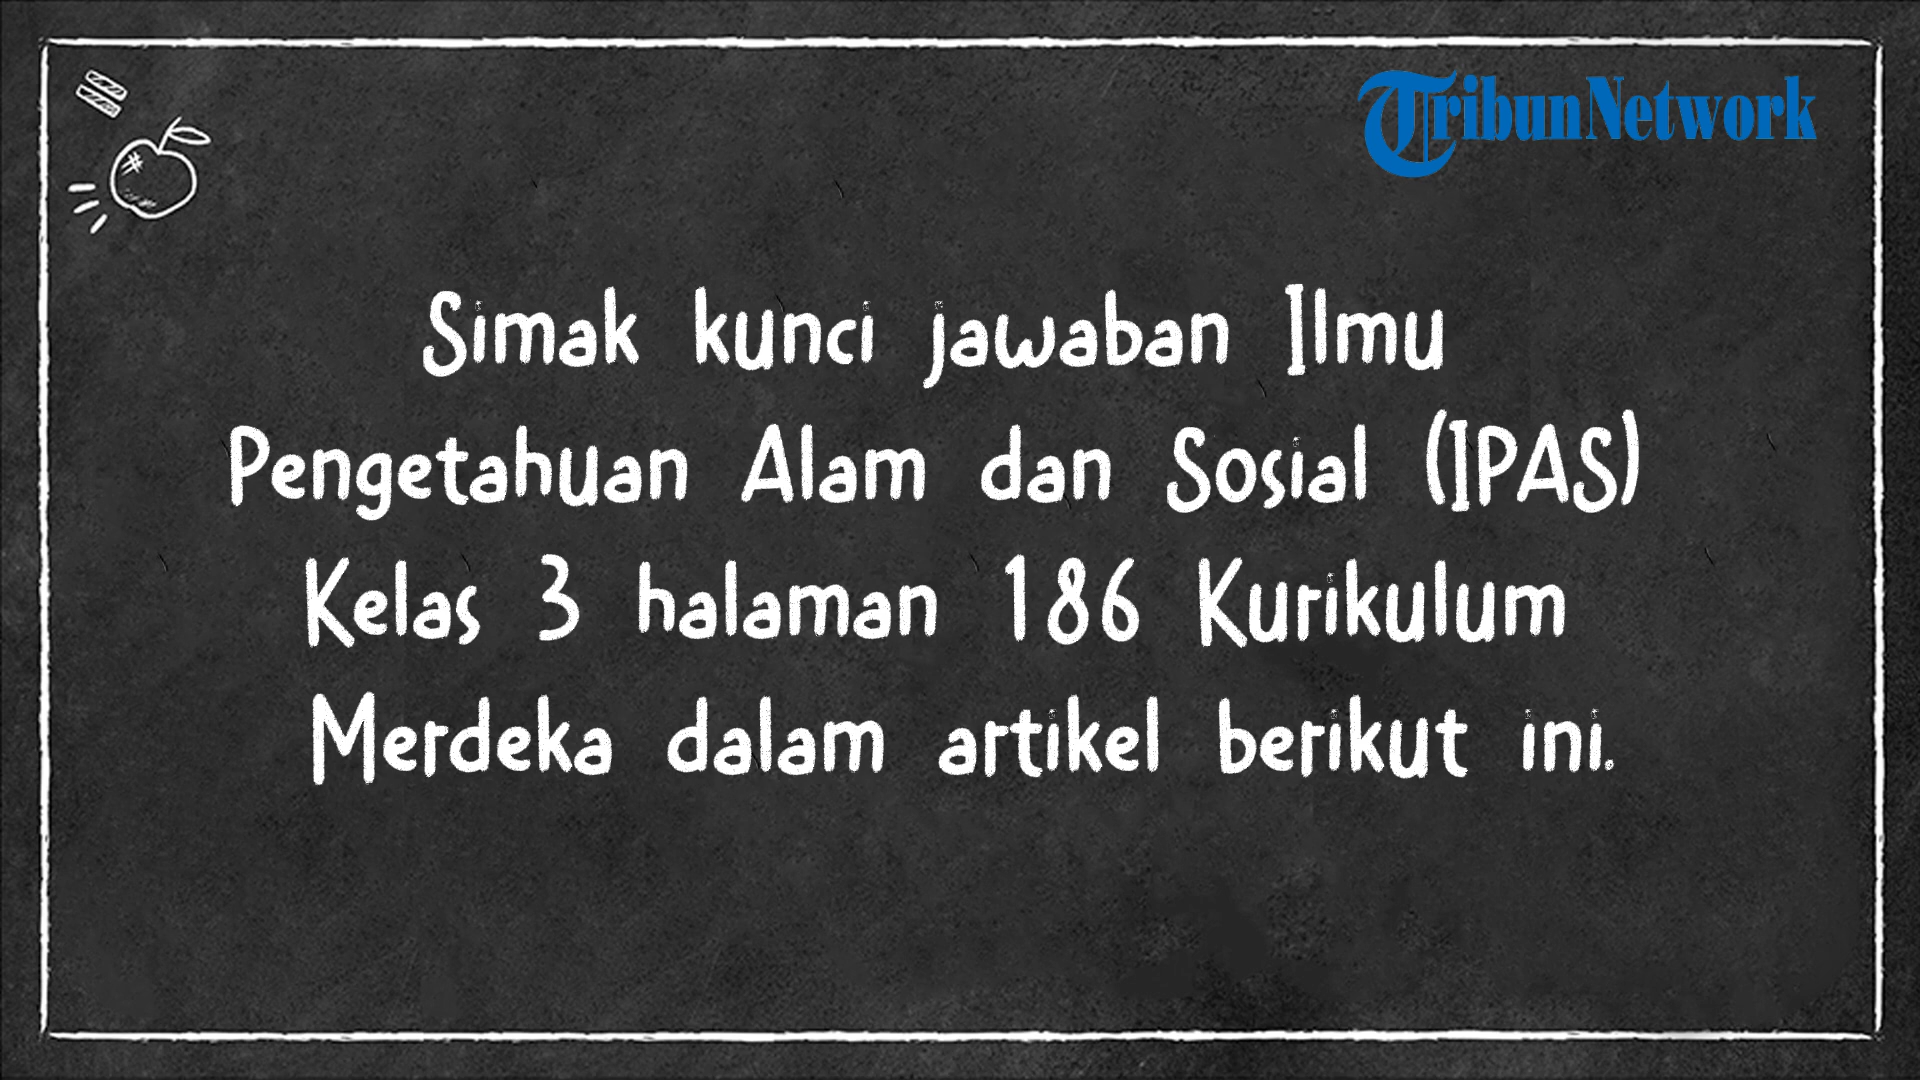 TribunNetwork
Simak kunci jawaban Ilmu
Pengetahuan Alam dan Sosial (IPAS)
Kelas 3 halaman 186 Kurikulum
Merdeka dalam artikel berikut ini.